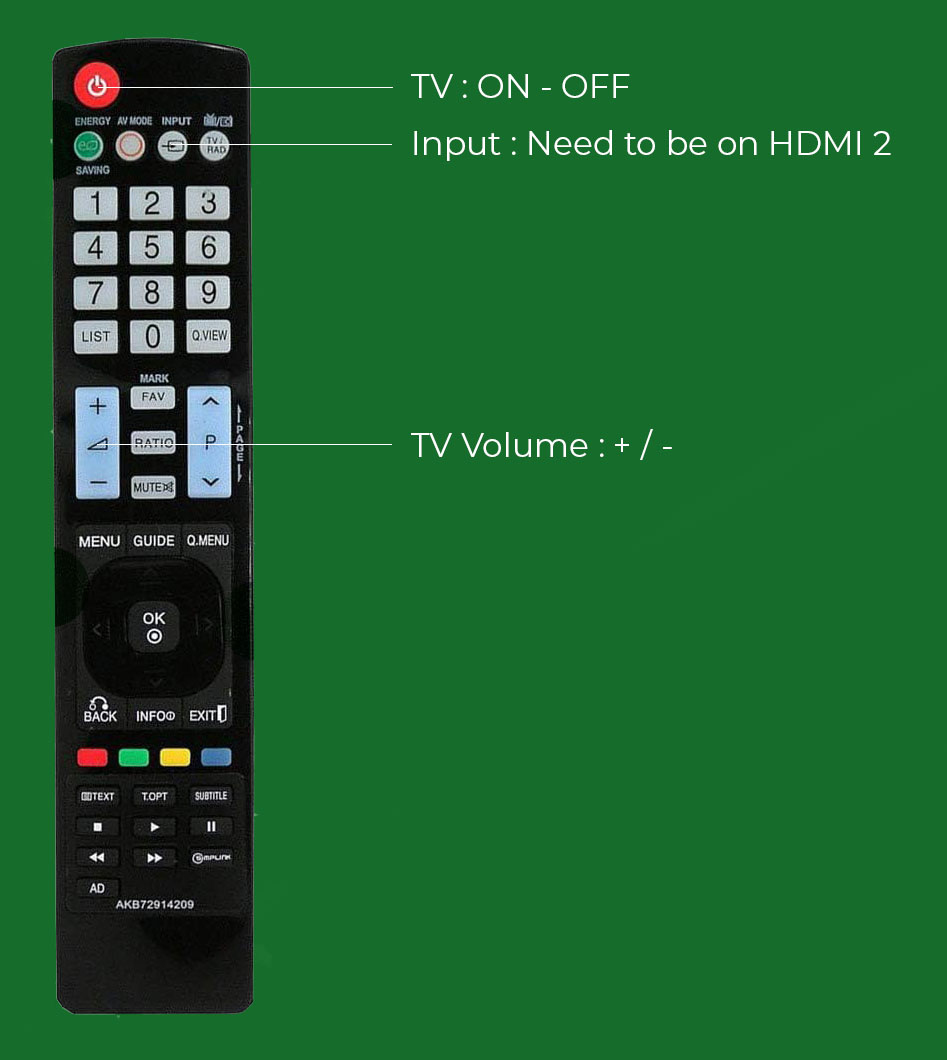 TV : ON - OFF
ENERGY AV MODE INPUT
Input : Need to be on HDMI 2
TV/
RAD
SAVING
1 2 3
4 5 6
7 8 9
LIST 0 Q.VIEW
MARK
FAV
+
P
A
G
E
RATIO P
TV Volume : + / -
-
MUTE
MENU GUIDE Q.MENU
OK
BACK INFO EXIT
TEXT T.OPT SUBTITLE
SIMPLINK
AD
AKB72914209